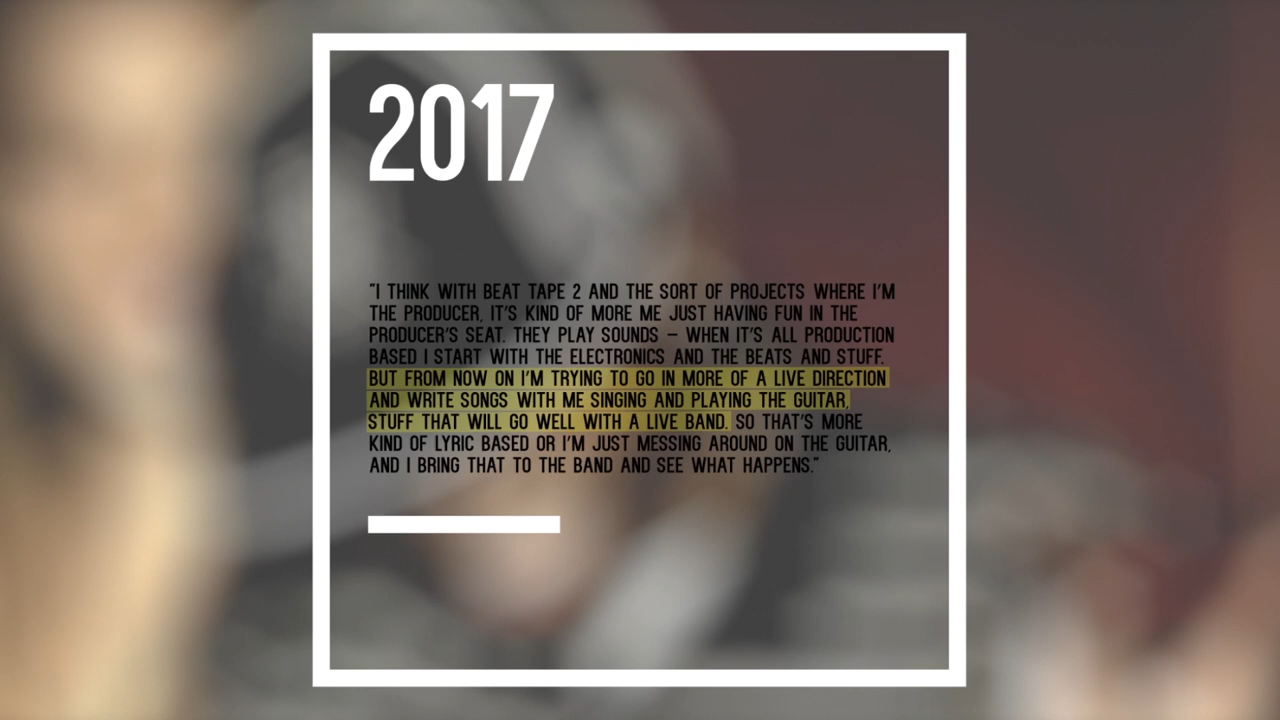 2017
"I THINK WITH BEAT TAPE 2 AND THE SORT OF PROJECTS WHERE I'M
THE PRODUCER, IT'S KIND OF MORE ME JUST HAVING FUN IN THE
PRODUCER'S SEAT. THEY PLAY SOUNDS – WHEN IT'S ALL PRODUCTION
BASED I START WITH THE ELECTRONICS AND THE BEATS AND STUFF.
BUT FROM NOW ON I'M TRYING TO GO IN MORE OF A LIVE DIRECTION
AND WRITE SONGS WITH ME SINGING AND PLAYING THE GUITAR,
STUFF THAT WILL GO WELL WITH A LIVE BAND. SO THAT'S MORE
KIND OF LYRIC BASED OR I'M JUST MESSING AROUND ON THE GUITAR,
AND I BRING THAT TO THE BAND AND SEE WHAT HAPPENS."